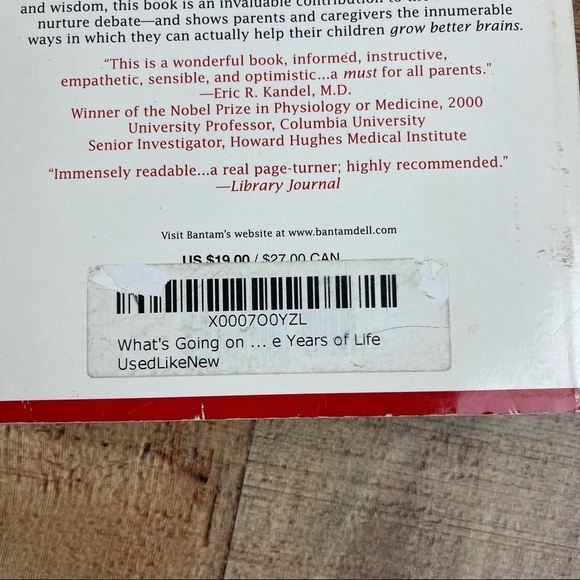 and wisdom, this book is an invaluable contribution to
nurture debate—and shows parents and caregivers the innumerable
ways in which they can actually help their children grow better brains.
"This is a wonderful book, informed, instructive,
empathetic, sensible, and optimistic...a must for all parents."
—Eric R. Kandel, M.D.
Winner of the Nobel Prize in Physiology or Medicine, 2000
University Professor, Columbia University
Senior Investigator, Howard Hughes Medical Institute
"Immensely readable...a real page-turner; highly recommended."
—Library Journal
Visit Bantam's website at www.bantamdell.com
US $19.00 / $27.00 CAN
X0007O0YZL
What's Going on ... e Years of Life
UsedLikeNew